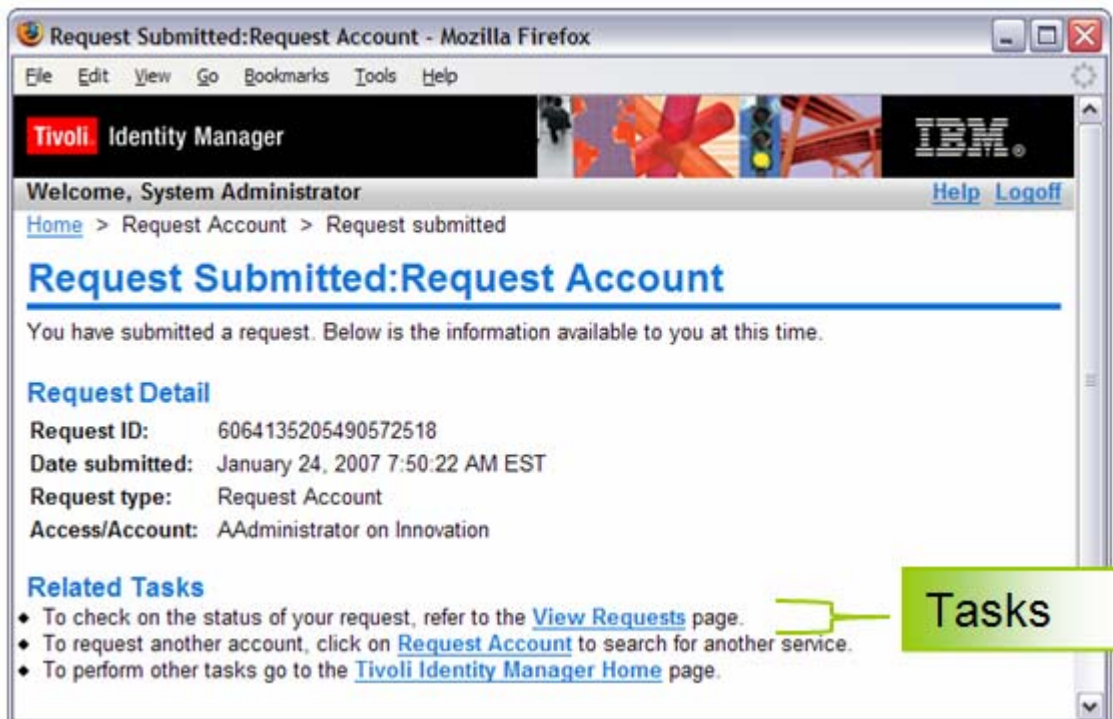 Request Submitted:Request Account - Mozilla Firefox
File Edit View Go Bookmarks Tools Help
Tivoli. Identity Manager
IBM®
Welcome, System Administrator
Help Logoff
Home > Request Account > Request submitted
Request Submitted:Request Account
You have submitted a request. Below is the information available to you at this time.
Request Detail
Request ID: 6064135205490572518
Date submitted: January 24, 2007 7:50:22 AM EST
Request type: Request Account
Access/Account: AAdministrator on Innovation
Related Tasks
♦ To check on the status of your request, refer to the View Requests page.
♦ To request another account, click on Request Account to search for another service.
♦ To perform other tasks go to the Tivoli Identity Manager Home page.
Tasks